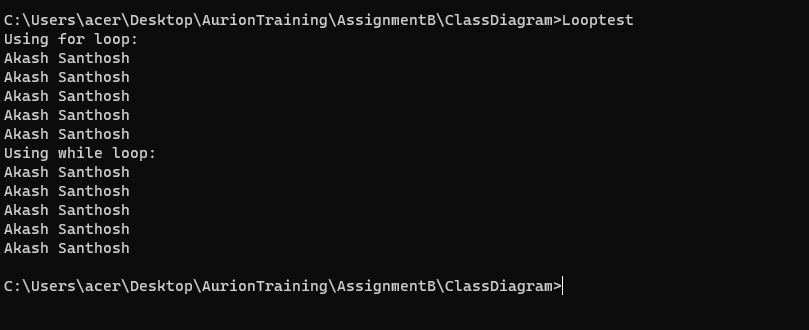 C:\Users\acer\Desktop\AurionTraining\AssignmentB\ClassDiagram>Looptest
Using for loop:
Akash Santhosh
Akash Santhosh
Akash Santhosh
Akash Santhosh
Akash Santhosh
Using while loop:
Akash Santhosh
Akash Santhosh
Akash Santhosh
Akash Santhosh
Akash Santhosh
C:\Users\acer\Desktop\AurionTraining\AssignmentB\ClassDiagram>